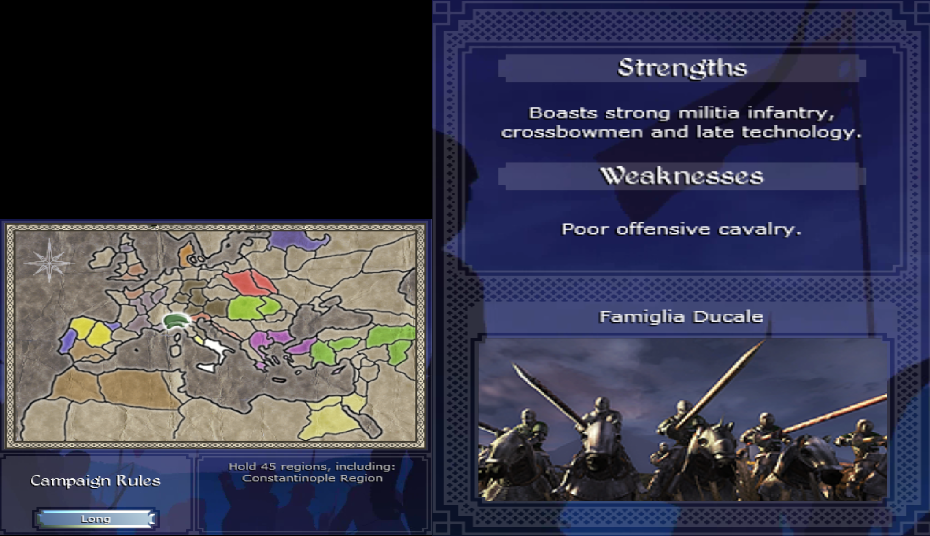 Strengths
Boasts strong militia infantry,
crossbowmen and late technology.
Weaknesses
Poor offensive cavalry.
Famiglia Ducale
Campaign Rules
Long
Hold 45 regions, including:
Constantinople Region